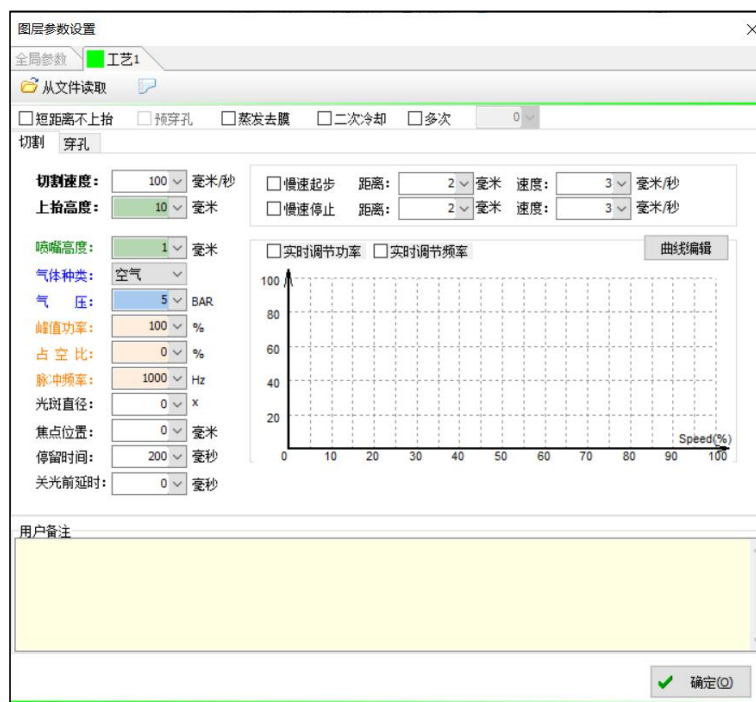 图层参数设置
全局参数 工艺1
从文件读取
短距离不上抬 预穿孔 蒸发去膜 二次冷却 多次 0
切割 穿孔
切割速度: 100 毫米/秒 慢速起步 距离: 2 毫米 速度: 3 毫米/秒
上抬高度: 10 毫米 慢速停止 距离: 2 毫米 速度: 3 毫米/秒
喷嘴高度: 1 毫米 实时调节功率 实时调节频率 曲线编辑
气体种类: 空气
气 压: 5 BAR
峰值功率: 100 %
占 空 比: 0 %
脉冲频率: 1000 Hz
光斑直径: 0 x
焦点位置: 0 毫米
停留时间: 200 毫秒
关光前延时: 0 毫秒
100
80
60
40
20
Speed(%)
0 10 20 30 40 50 60 70 80 90 100
用户备注
确定(O)